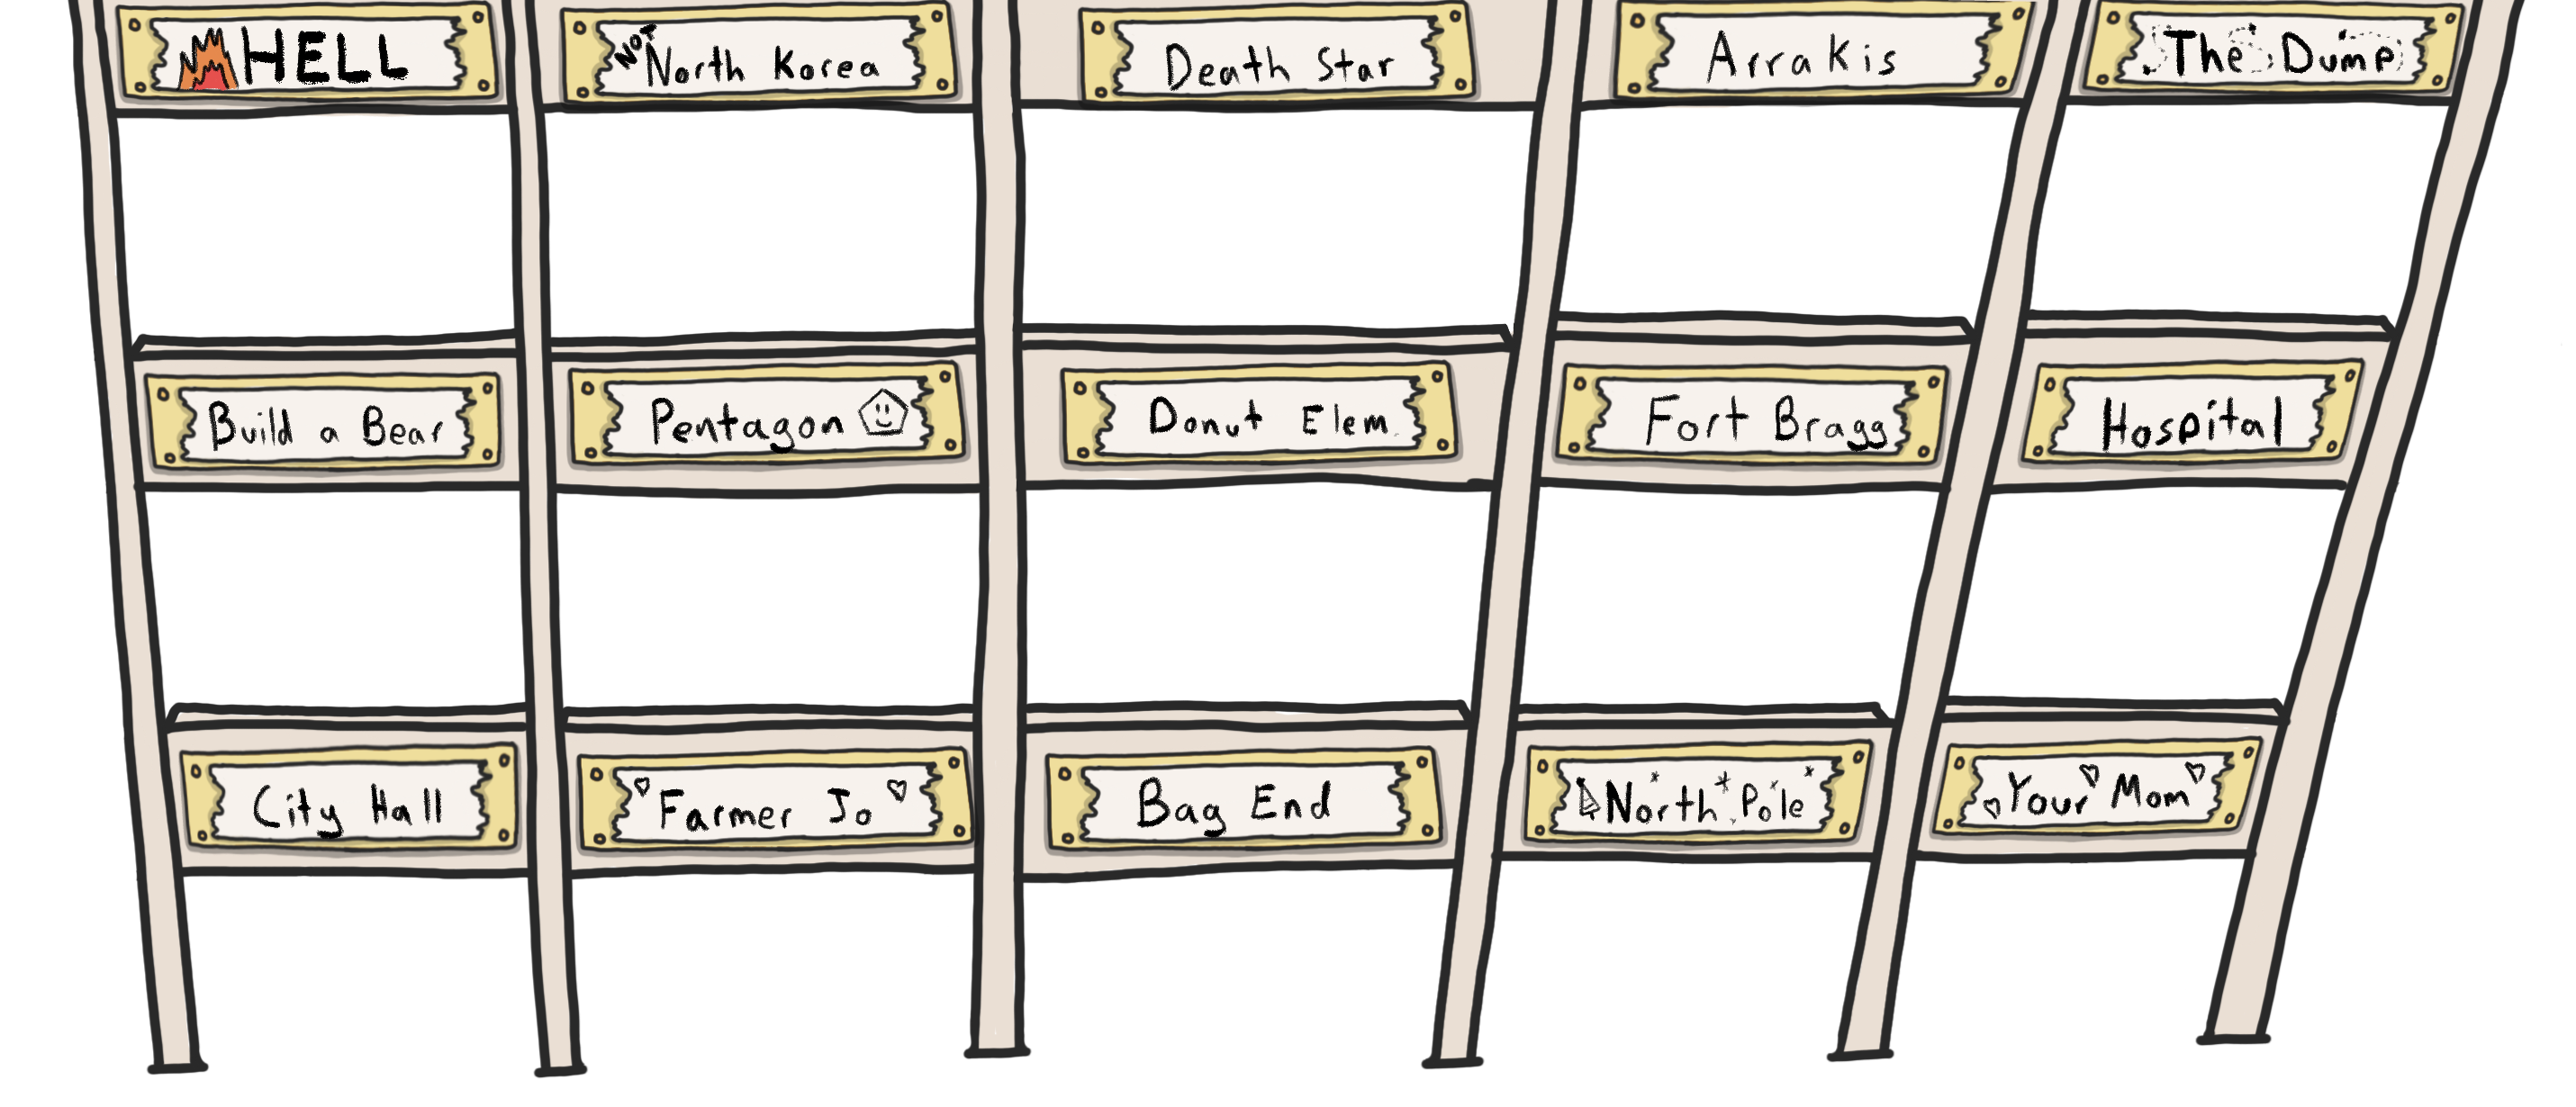 HELL
NOT North Korea
Death Star
Arrakis
The Dump
Build a Bear
Pentagon
Donut Elem.
Fort Bragg
Hospital
City Hall
Farmer Jo
Bag End
North Pole
Your Mom